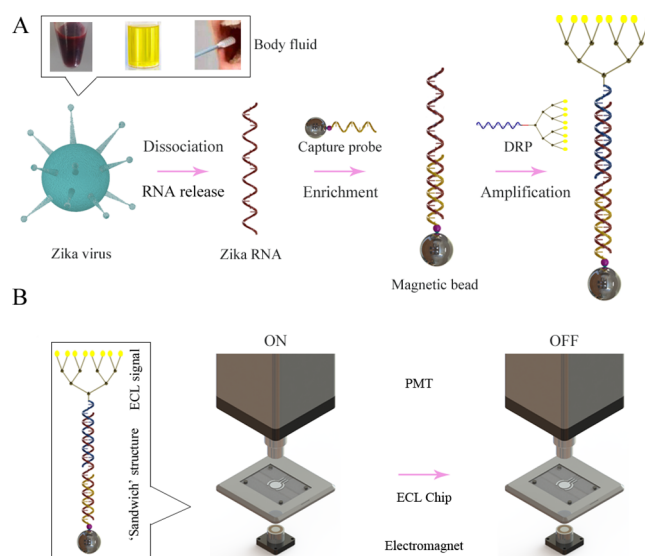 A
Body fluid
Dissociation
RNA release
Capture probe
Enrichment
DRP
Amplification
Zika virus
Zika RNA
Magnetic bead
B
ON
OFF
ECL signal
'Sandwich' structure
PMT
ECL Chip
Electromagnet